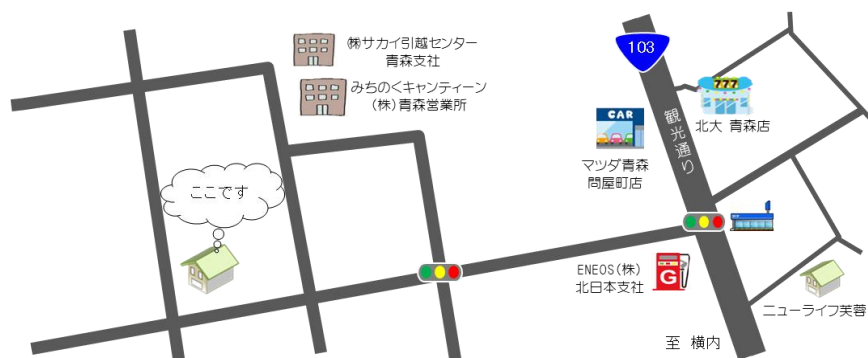 ㈱サカイ引越センター
青森支社
みちのくキャンティーン
(株)青森営業所
ここです
103
観光通り
777
北大 青森店
CAR
マツダ青森
問屋町店
ENEOS(株)
北日本支社
G
ニューライフ芙蓉
至 横内